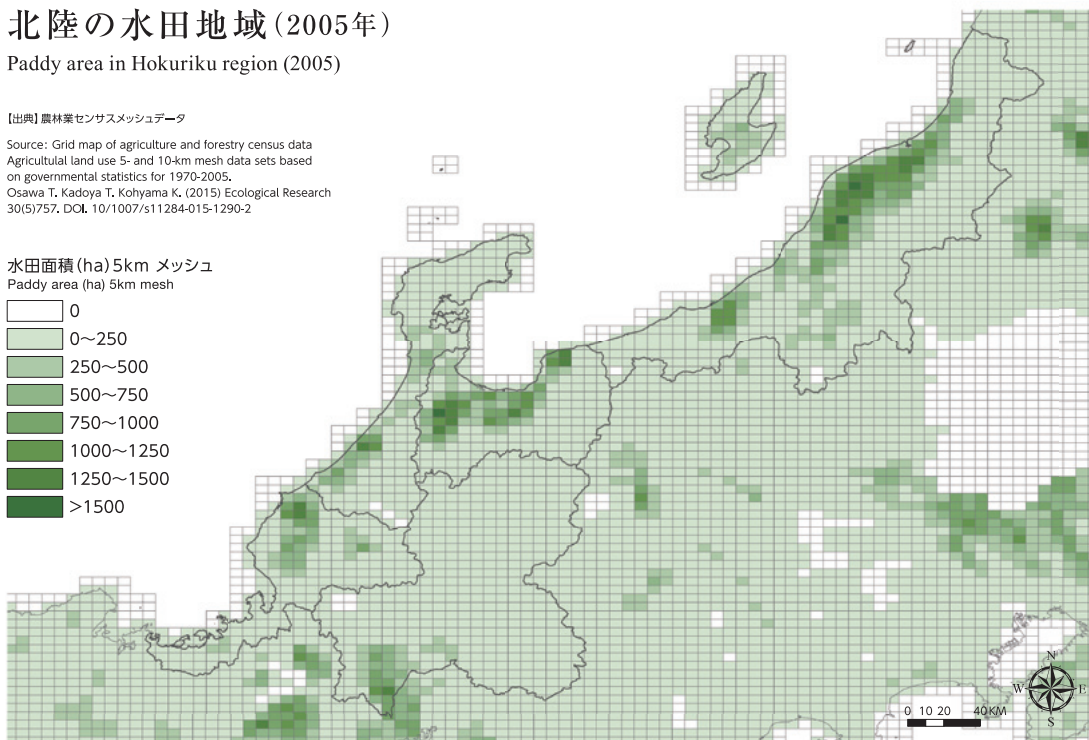 北陸の水田地域(2005年)
Paddy area in Hokuriku region (2005)
【出典】農林業センサスメッシュデータ
Source: Grid map of agriculture and forestry census data
Agricultulal land use 5- and 10-km mesh data sets based
on governmental statistics for 1970-2005.
Osawa T. Kadoya T. Kohyama K. (2015) Ecological Research
30(5)757. DOI. 10/1007/s11284-015-1290-2
水田面積(ha)5km メッシュ
Paddy area (ha) 5km mesh
0
0〜250
250〜500
500〜750
750〜1000
1000〜1250
1250〜1500
>1500
N
W E
S
0 10 20 40KM